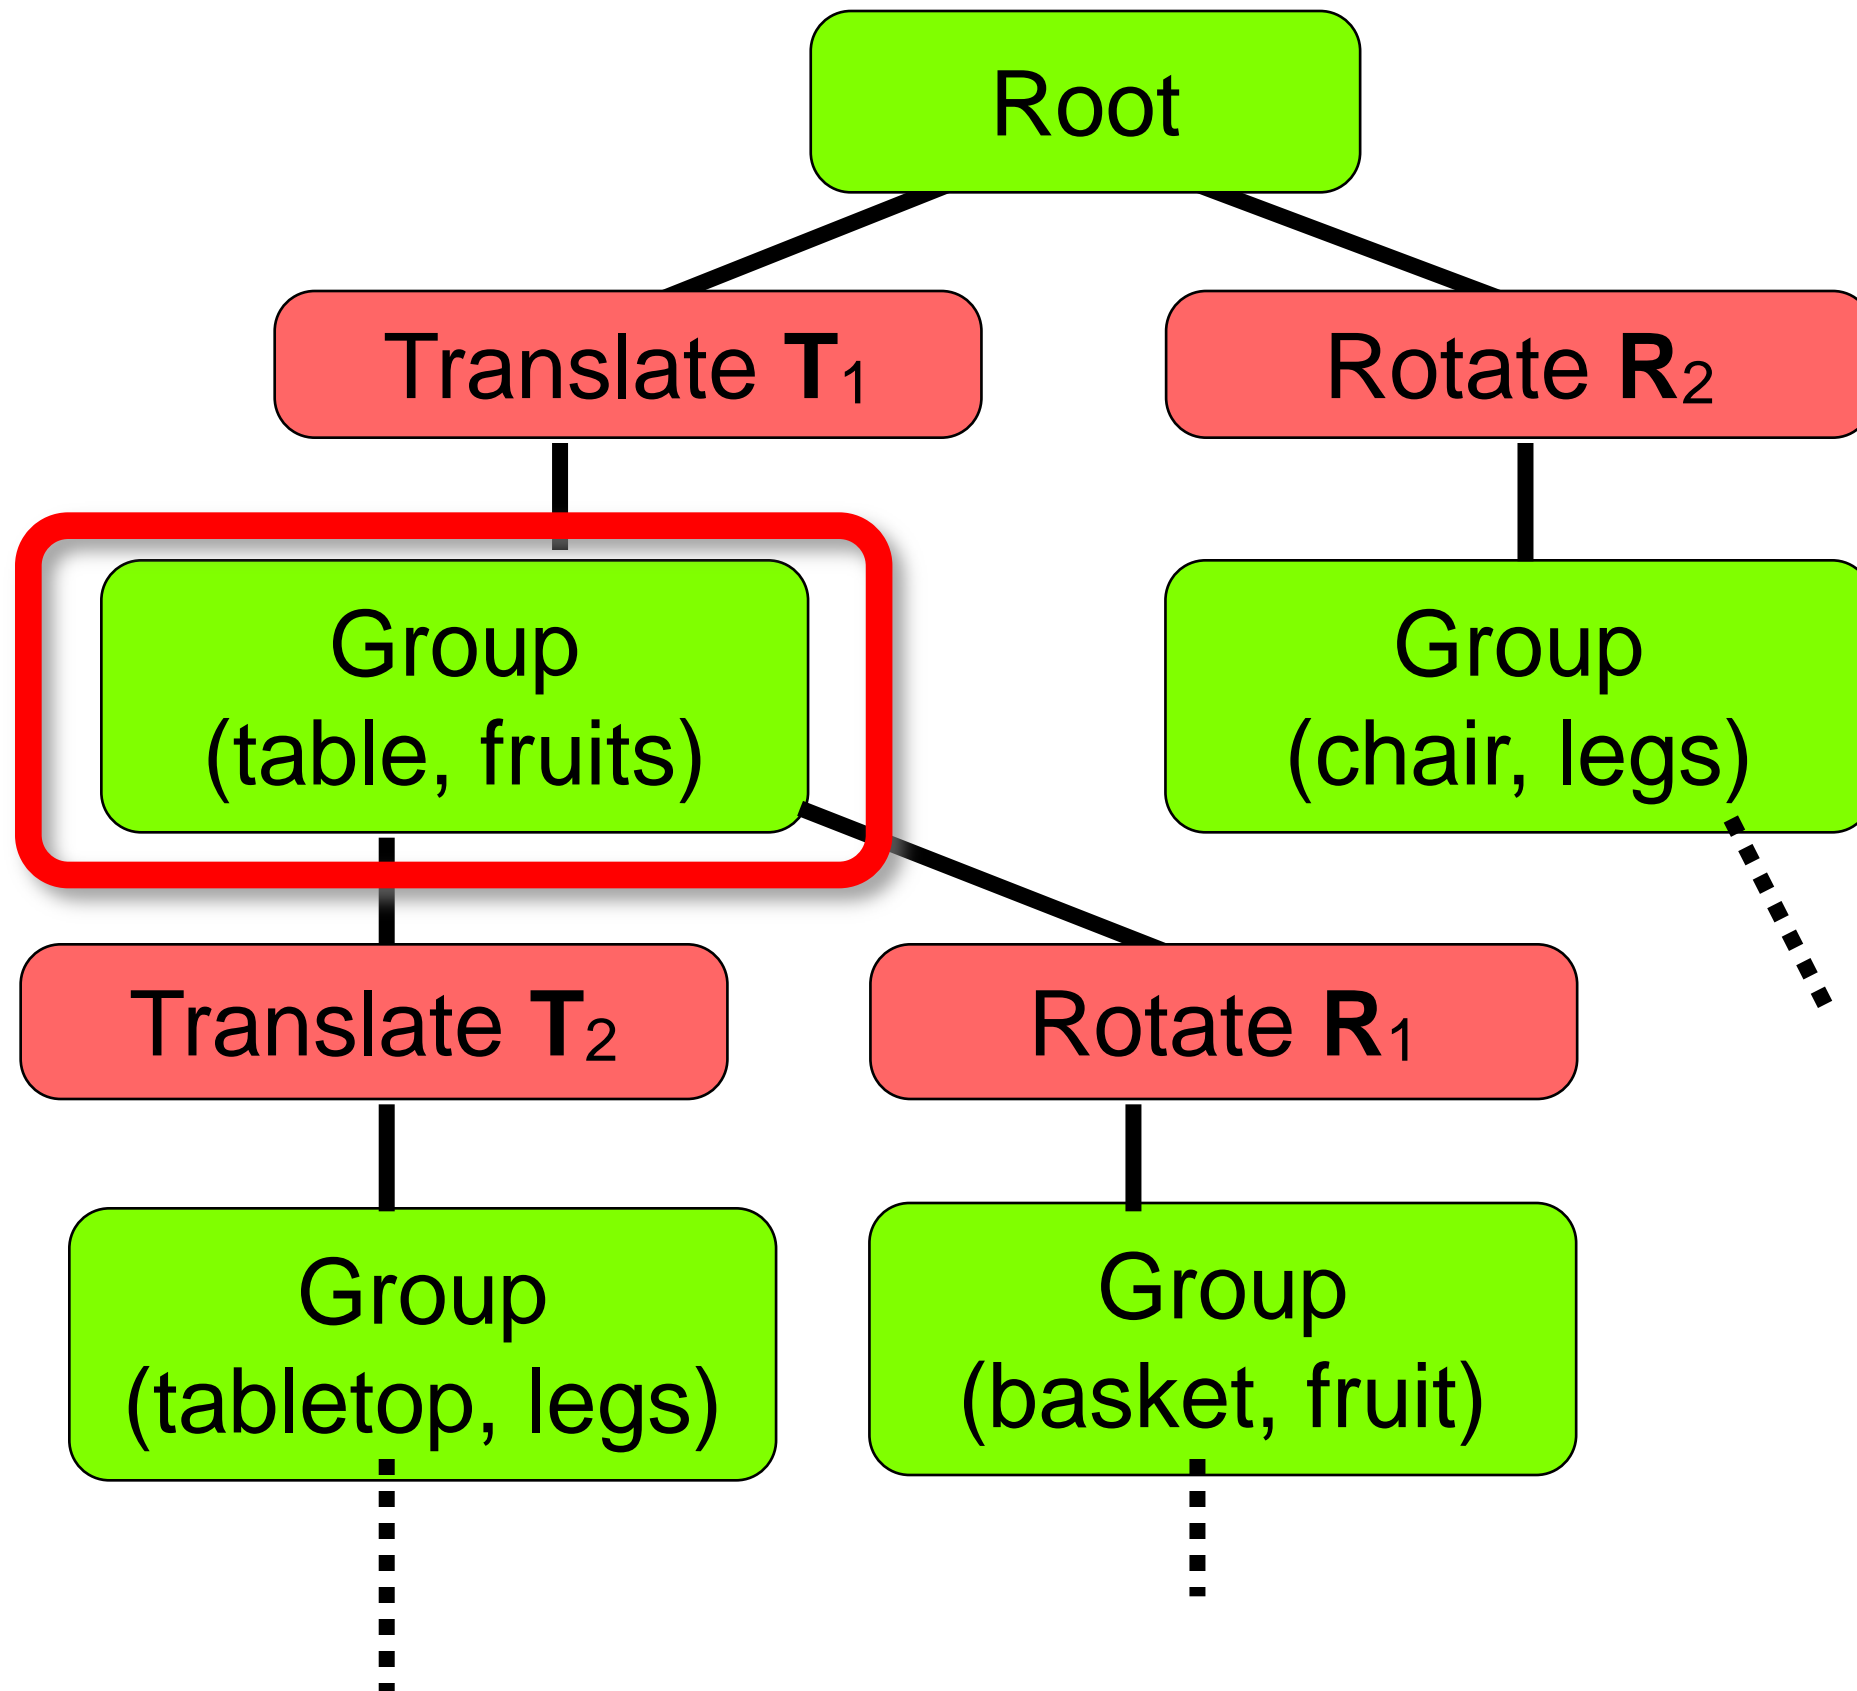 Root
Translate T₁
Rotate R₂
Group
(table, fruits)
Group
(chair, legs)
Translate T₂
Rotate R₁
Group
(tabletop, legs)
Group
(basket, fruit)